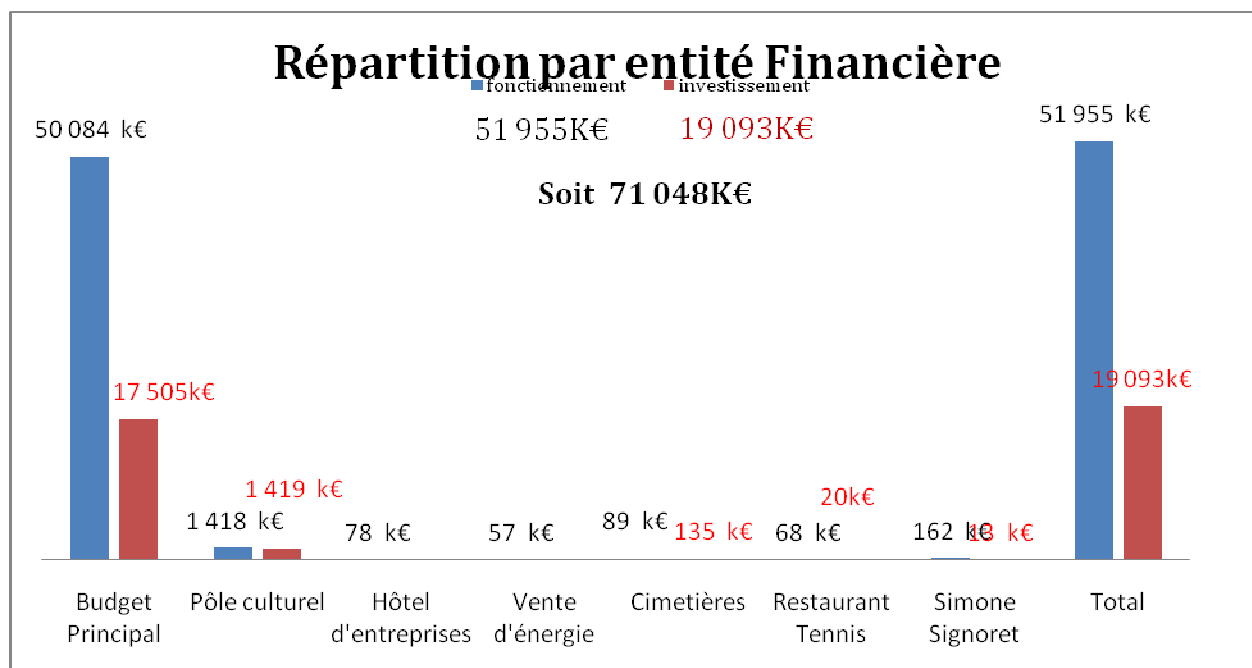 Répartition par entité Financière
fonctionnement investissement
51 955K€ 19 093K€
Soit 71 048K€
50 084 k€
17 505k€
1 418 k€
1 419 k€
78 k€
57 k€
89 k€
135 k€
68 k€
20k€
162 k€
13 k€
51 955 k€
19 093k€
Budget
Principal
Pôle culturel
Hôtel
d'entreprises
Vente
d'énergie
Cimetières
Restaurant
Tennis
Simone
Signoret
Total